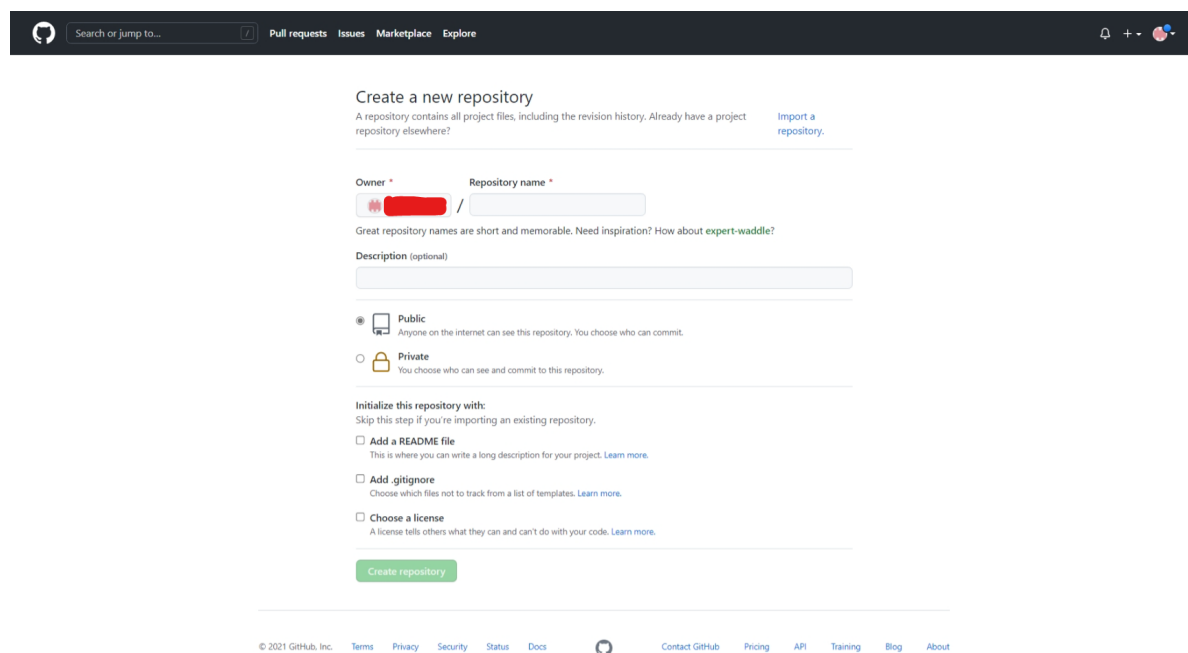 Search or jump to... / Pull requests Issues Marketplace Explore
Create a new repository
A repository contains all project files, including the revision history. Already have a project
repository elsewhere?
Import a
repository.
Owner * Repository name *
/
Great repository names are short and memorable. Need inspiration? How about expert-waddle?
Description (optional)
Public
Anyone on the internet can see this repository. You choose who can commit.
Private
You choose who can see and commit to this repository.
Initialize this repository with:
Skip this step if you're importing an existing repository.
Add a README file
This is where you can write a long description for your project. Learn more.
Add .gitignore
Choose which files not to track from a list of templates. Learn more.
Choose a license
A license tells others what they can and can't do with your code. Learn more.
Create repository
© 2021 GitHub, Inc. Terms Privacy Security Status Docs Contact GitHub Pricing API Training Blog About